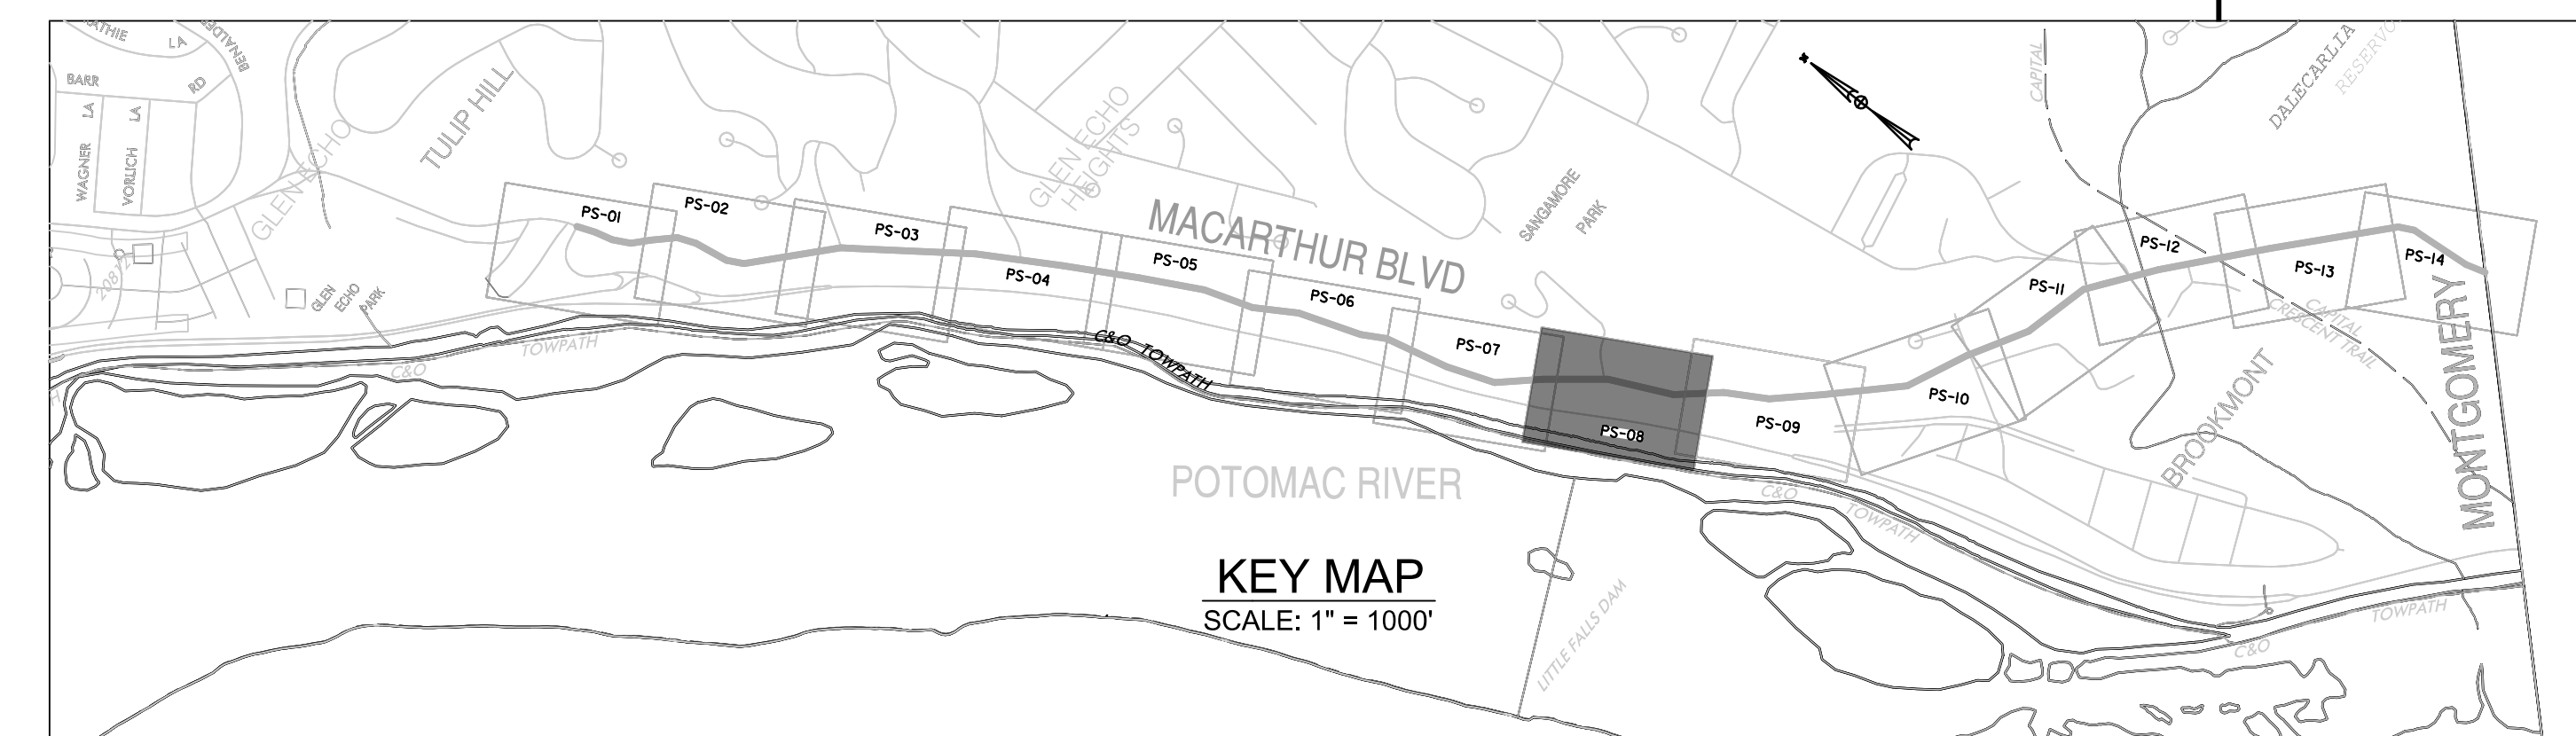 LA
BENALDER
BARR
RD
WAGNER LA
VORLICH LA
GLEN ECHO
TULIP HILL
GLEN ECHO
HEIGHTS
MACARTHUR BLVD
SANGAMORE
PARK
CAPITAL
DALECARLIA
RESERVO
PS-01
PS-02
PS-03
PS-04
PS-05
PS-06
PS-07
PS-08
PS-09
PS-10
PS-11
PS-12
PS-13
PS-14
GLEN
ECHO
PARK
TOWPATH
C&O
C&O TOWPATH
CAPITAL
CRESCENT TRAIL
MONTGOMERY
BROOKMONT
POTOMAC RIVER
C&O
TOWPATH
KEY MAP
SCALE: 1" = 1000'
LITTLE FALLS DAM
TOWPATH
C&O